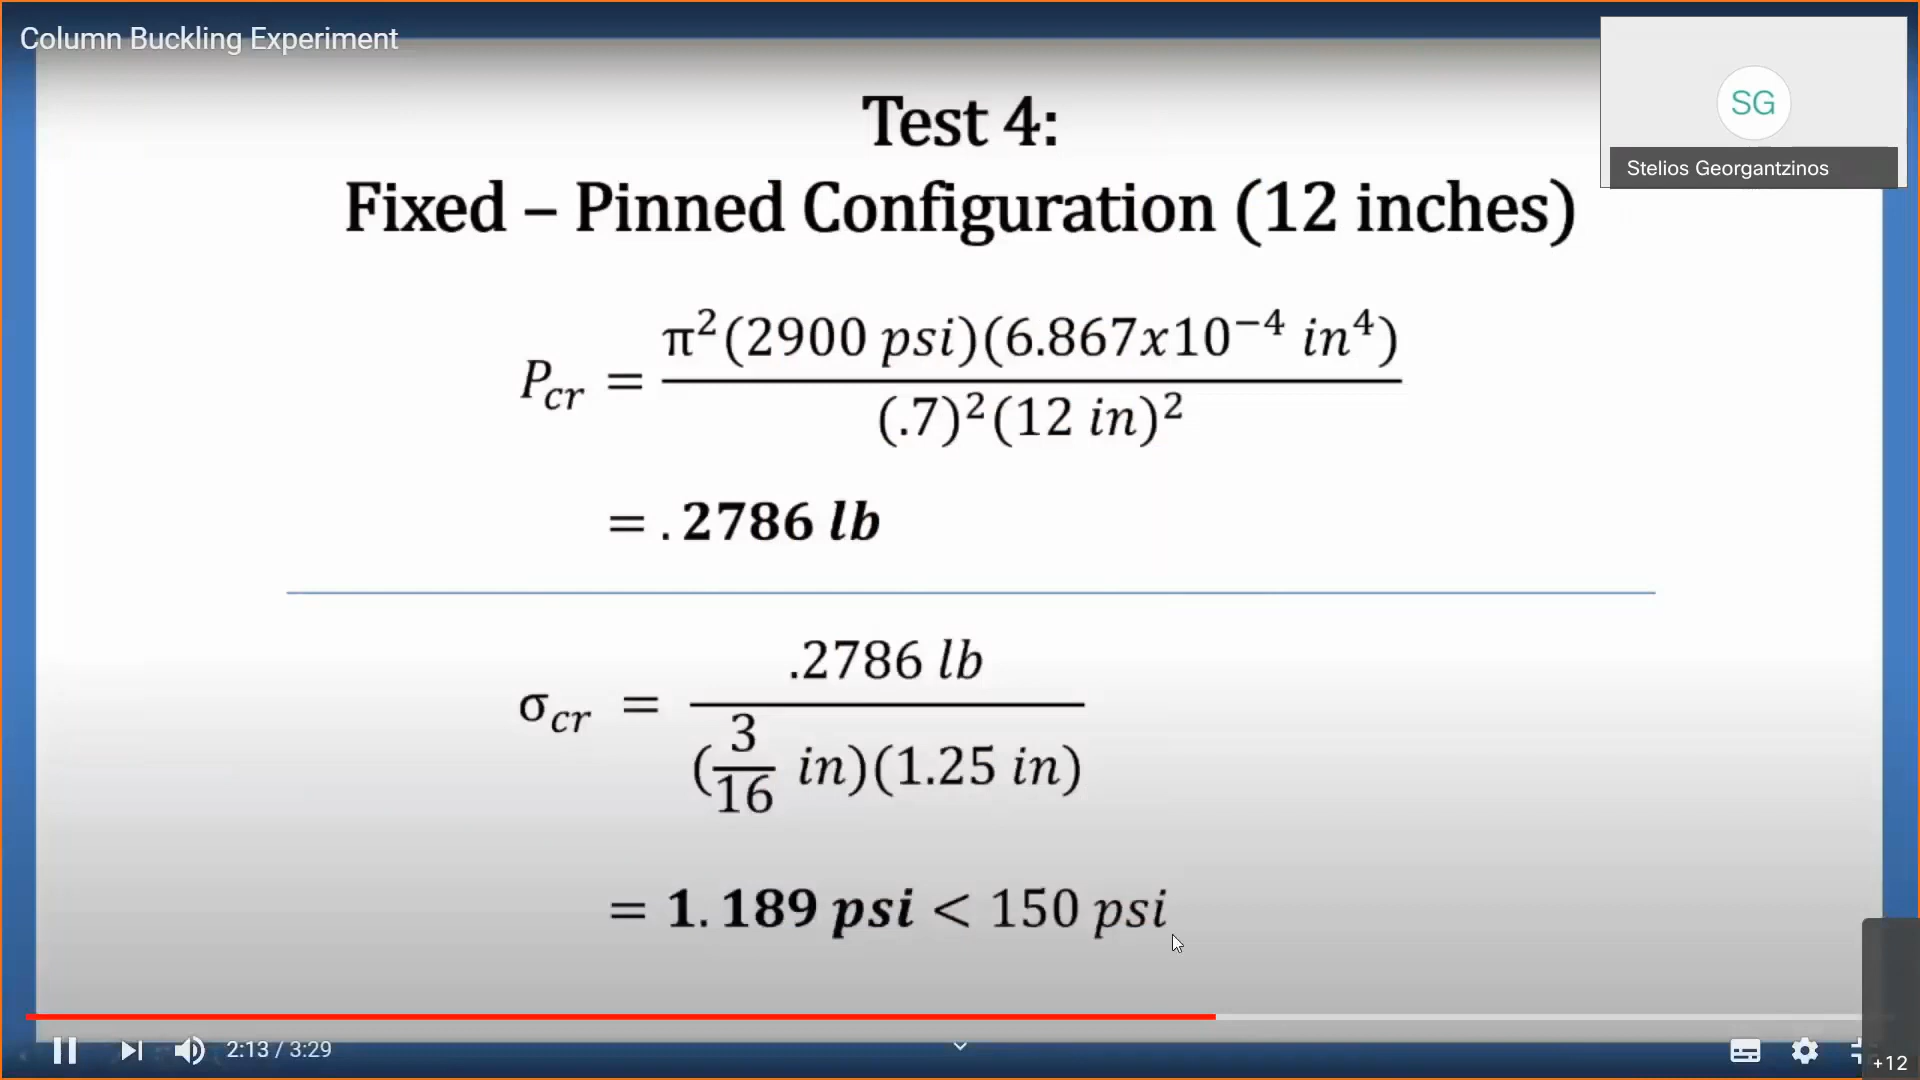 Column Buckling Experiment
SG
Stelios Georgantzinos
Test 4:
Fixed – Pinned Configuration (12 inches)
P_cr = π²(2900 psi)(6.867x10⁻⁴ in⁴) / (.7)²(12 in)²
= .2786 lb
σ_cr = .2786 lb / (3/16 in)(1.25 in)
= 1.189 psi < 150 psi
2:13 / 3:29
+12